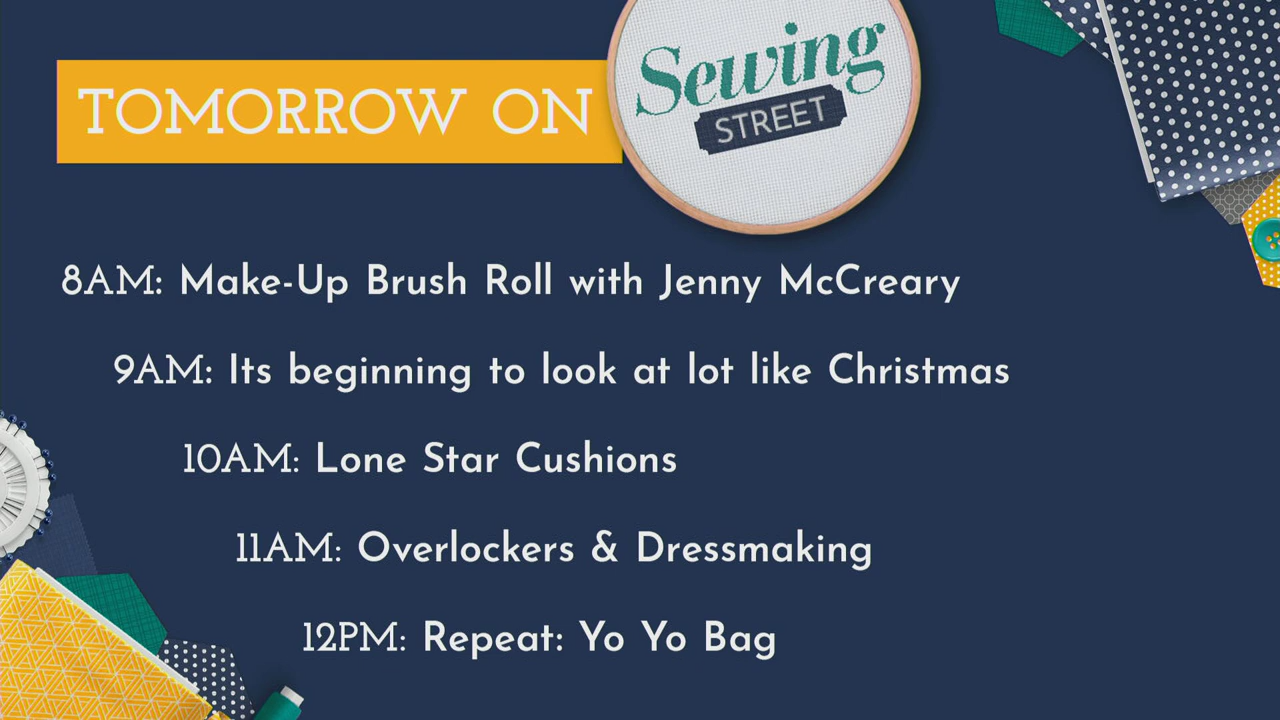 TOMORROW ON
Sewing
STREET
8AM: Make-Up Brush Roll with Jenny McCreary
9AM: Its beginning to look at lot like Christmas
10AM: Lone Star Cushions
11AM: Overlockers & Dressmaking
12PM: Repeat: Yo Yo Bag